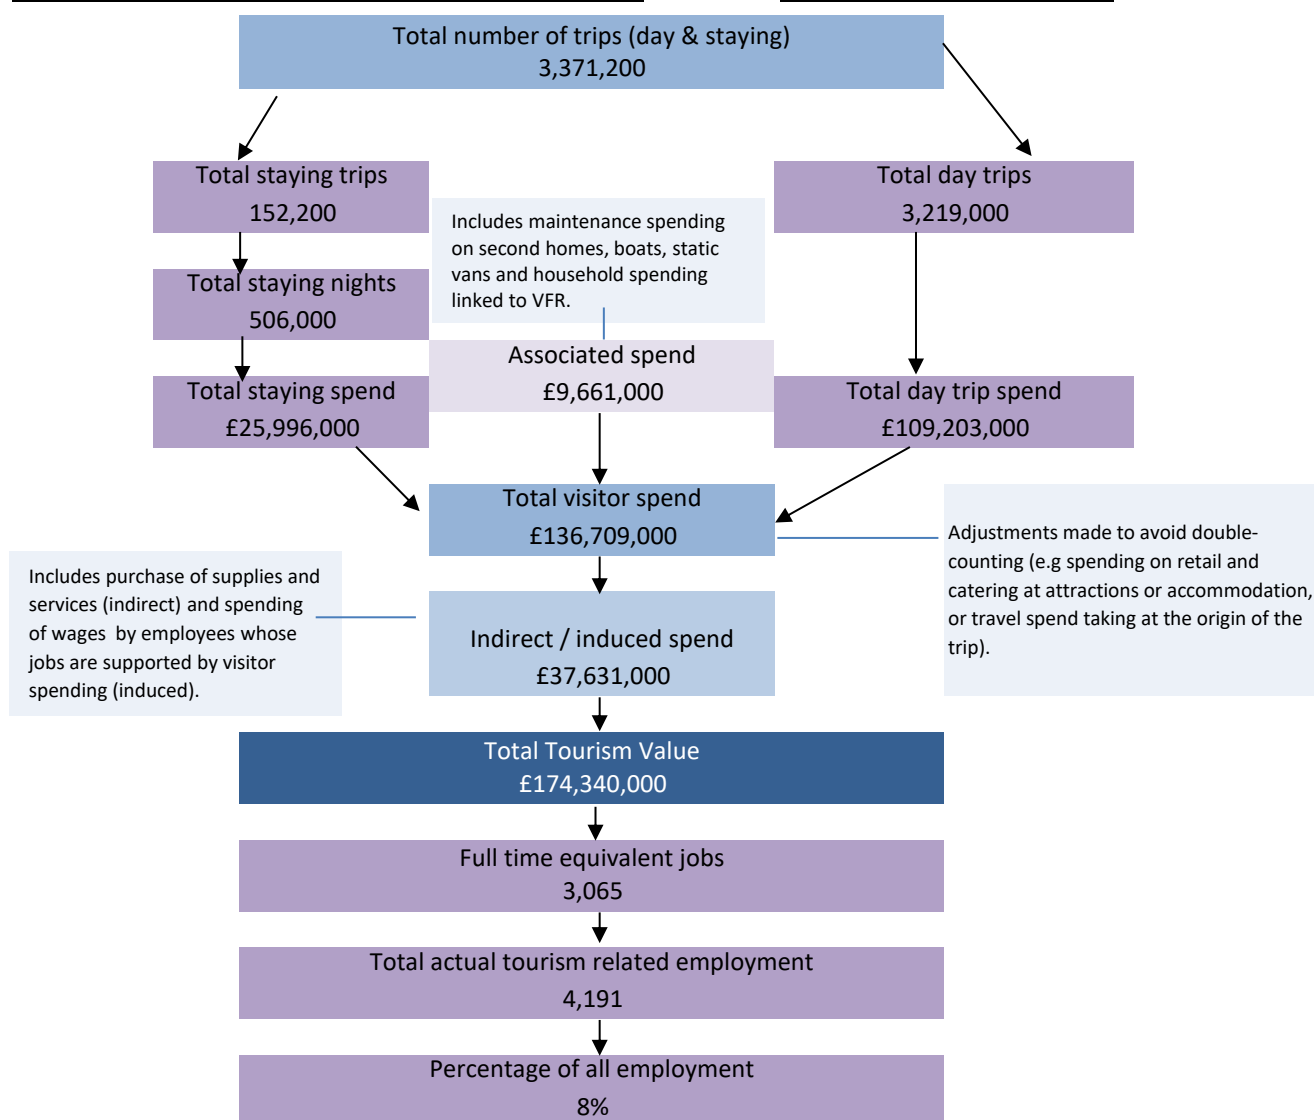 Total number of trips (day & staying)
3,371,200
Total staying trips
152,200
Total day trips
3,219,000
Includes maintenance spending
on second homes, boats, static
vans and household spending
linked to VFR.
Total staying nights
506,000
Associated spend
£9,661,000
Total staying spend
£25,996,000
Total day trip spend
£109,203,000
Total visitor spend
£136,709,000
Adjustments made to avoid double-
counting (e.g spending on retail and
catering at attractions or accommodation,
or travel spend taking at the origin of the
trip).
Includes purchase of supplies and
services (indirect) and spending
of wages by employees whose
jobs are supported by visitor
spending (induced).
Indirect / induced spend
£37,631,000
Total Tourism Value
£174,340,000
Full time equivalent jobs
3,065
Total actual tourism related employment
4,191
Percentage of all employment
8%